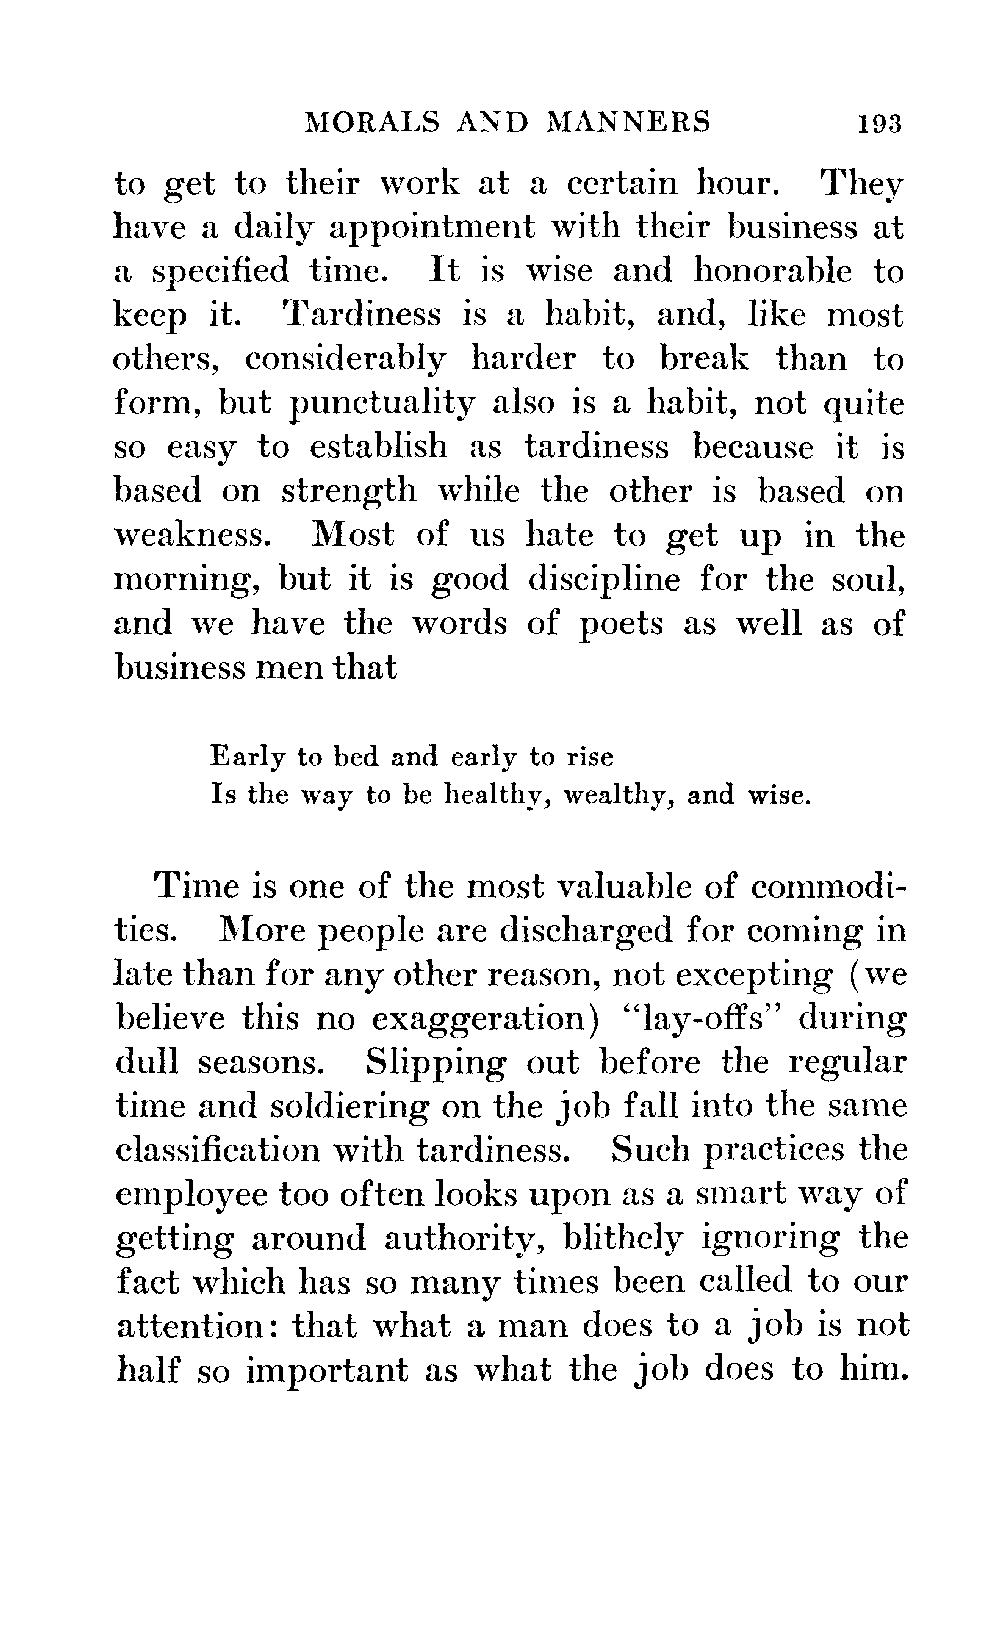 MORALS AND MANNERS 193
to get to their work at a certain hour. They
have a daily appointment with their business at
a specified time. It is wise and honorable to
keep it. Tardiness is a habit, and, like most
others, considerably harder to break than to
form, but punctuality also is a habit, not quite
so easy to establish as tardiness because it is
based on strength while the other is based on
weakness. Most of us hate to get up in the
morning, but it is good discipline for the soul,
and we have the words of poets as well as of
business men that
Early to bed and early to rise
Is the way to be healthy, wealthy, and wise.
Time is one of the most valuable of commodi-
ties. More people are discharged for coming in
late than for any other reason, not excepting (we
believe this no exaggeration) “lay-offs” during
dull seasons. Slipping out before the regular
time and soldiering on the job fall into the same
classification with tardiness. Such practices the
employee too often looks upon as a smart way of
getting around authority, blithely ignoring the
fact which has so many times been called to our
attention: that what a man does to a job is not
half so important as what the job does to him.